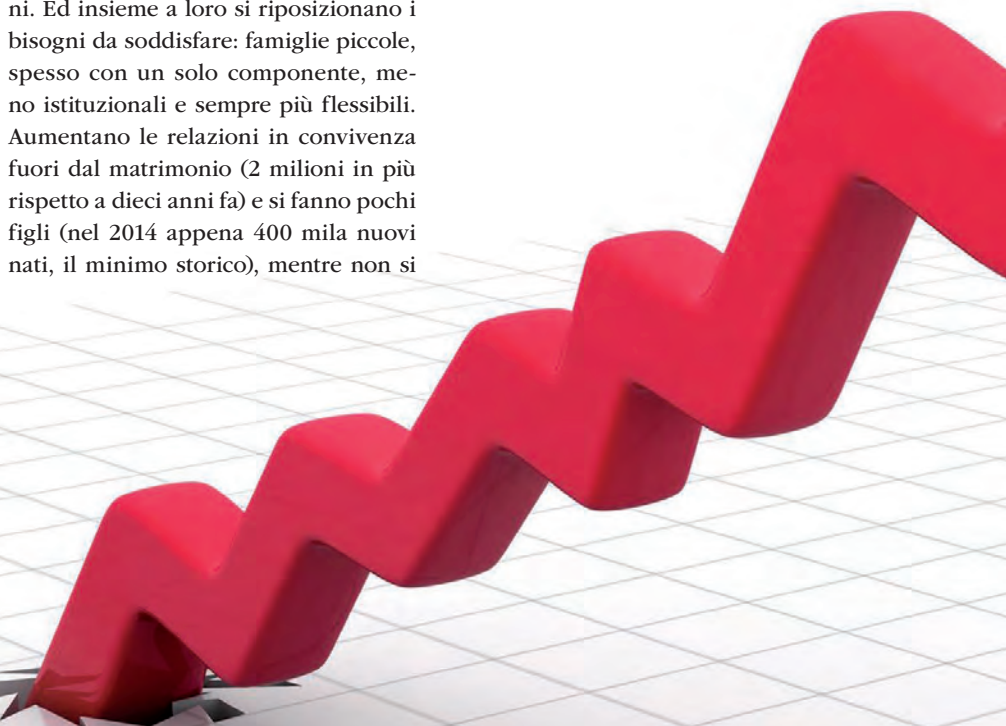 ni. Ed insieme a loro si riposizionano i
bisogni da soddisfare: famiglie piccole,
spesso con un solo componente, me-
no istituzionali e sempre più flessibili.
Aumentano le relazioni in convivenza
fuori dal matrimonio (2 milioni in più
rispetto a dieci anni fa) e si fanno pochi
figli (nel 2014 appena 400 mila nuovi
nati, il minimo storico), mentre non si